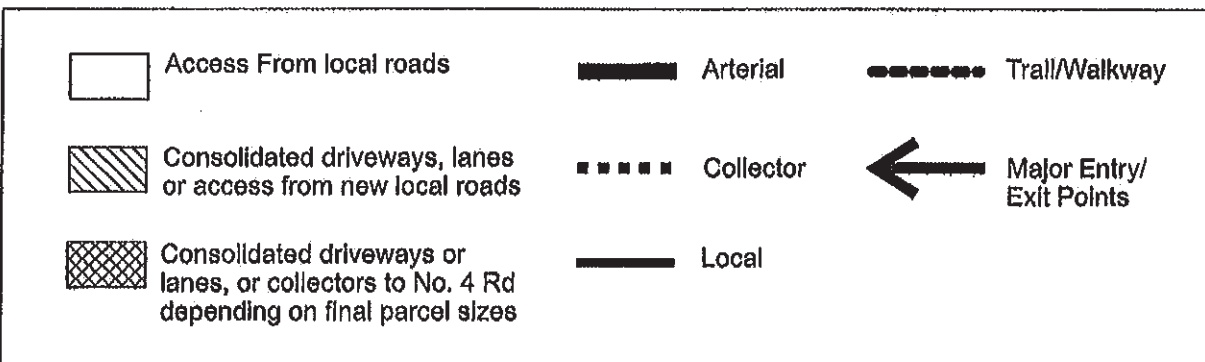 Access From local roads
Consolidated driveways, lanes
or access from new local roads
Consolidated driveways or
lanes, or collectors to No. 4 Rd
depending on final parcel sizes
Arterial
Collector
Local
Trail/Walkway
Major Entry/
Exit Points